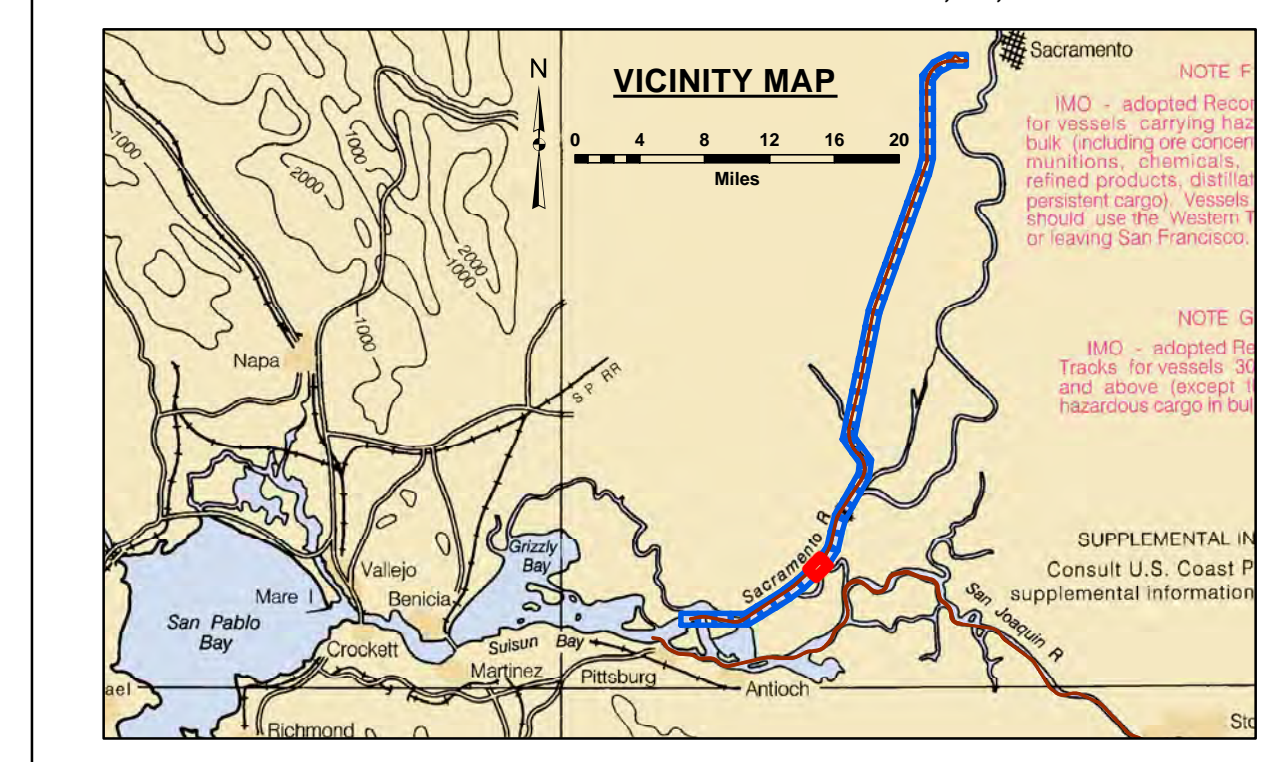 Sacramento
NOTE F
IMO - adopted Recor
for vessels carrying haz
bulk (including ore concen
munitions, chemicals,
refined products, distillat
persistent cargo). Vessels
should use the Western T
or leaving San Francisco.
N
VICINITY MAP
0 4 8 12 16 20
Miles
1000
1000
2000
2000
1000
1000
NOTE G
IMO - adopted Re
Tracks for vessels 30
and above (except t
hazardous cargo in bul
Napa
S P RR
Sacramento R
SUPPLEMENTAL IN
Consult U.S. Coast P
supplemental information
Grizzly
Bay
Vallejo
Mare I
Benicia
San Pablo
Bay
Crockett
Suisun Bay
Martinez
Pittsburg
Antioch
San Joaquin R
ael
Richmond
Sto